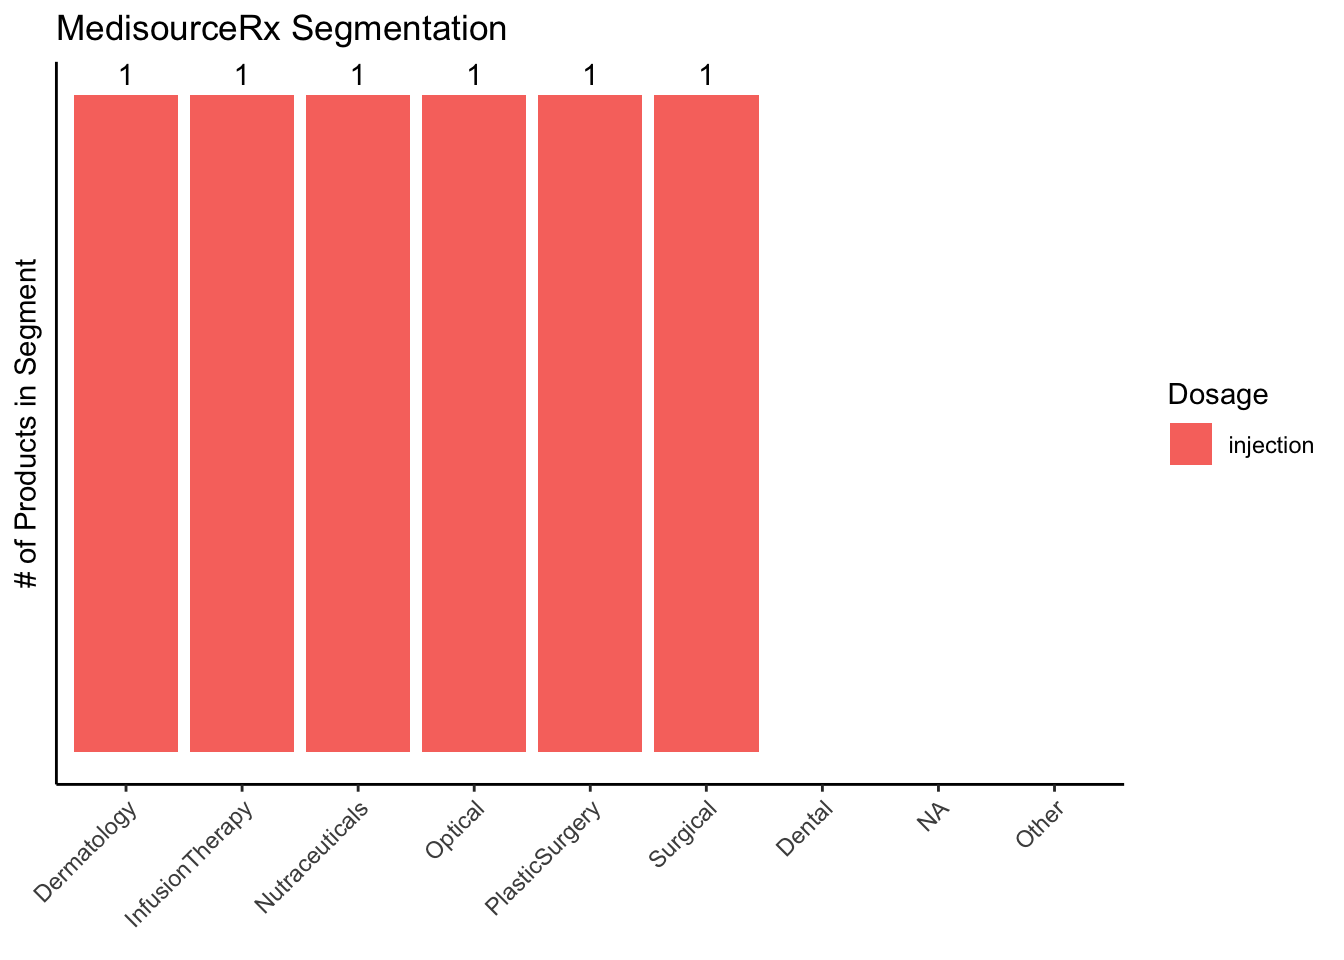 MedisourceRx Segmentation
1 1 1 1 1 1
# of Products in Segment
Dosage
injection
Dermatology
InfusionTherapy
Nutraceuticals
Optical
PlasticSurgery
Surgical
Dental
NA
Other